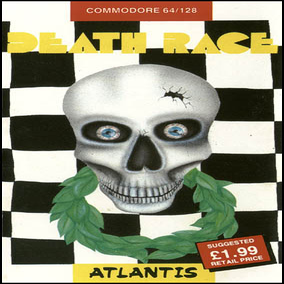 COMMODORE 64/128
DEATH RACE
SUGGESTED
£1.99
RETAIL PRICE
ATLANTIS